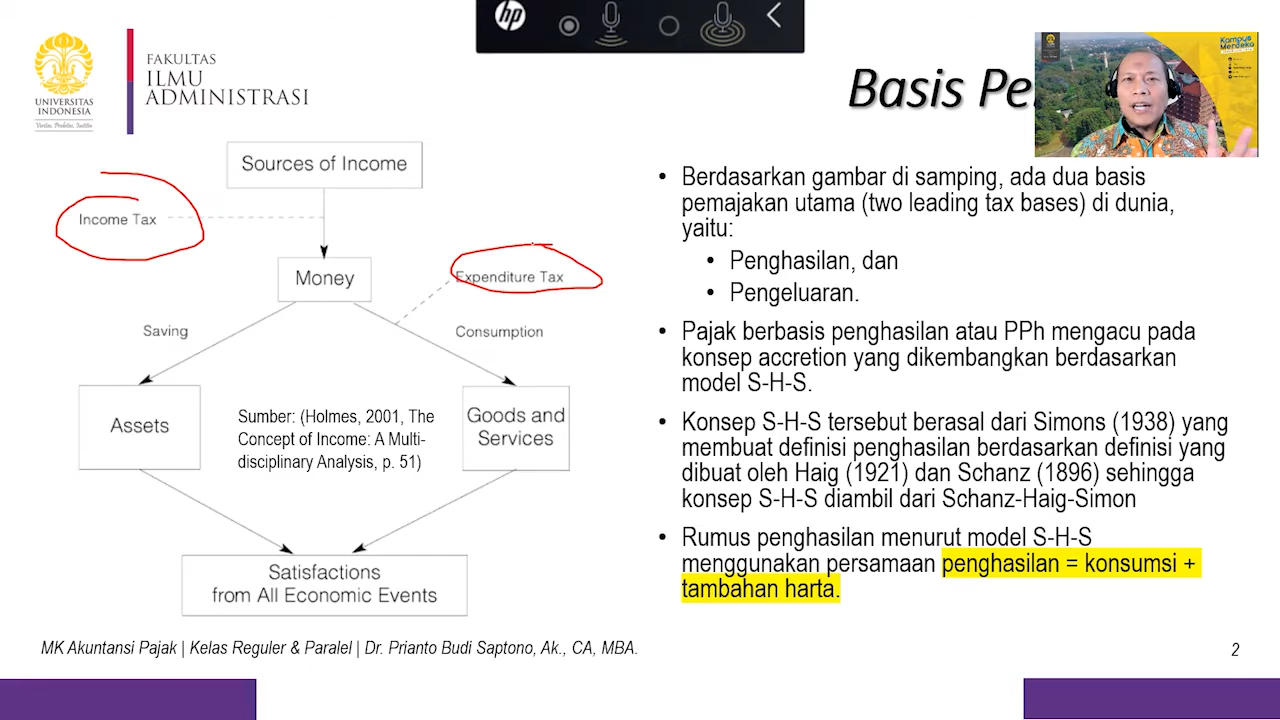 hp
UNIVERSITAS
INDONESIA
Veritas, Probitas, Iustitia
FAKULTAS
ILMU
ADMINISTRASI
Basis
Kampus
Merdeka
Sources of Income
Income Tax
Money
Expenditure Tax
Saving
Consumption
Assets
Goods and
Services
Sumber: (Holmes, 2001, The
Concept of Income: A Multi-
disciplinary Analysis, p. 51)
Satisfactions
from All Economic Events
• Berdasarkan gambar di samping, ada dua basis
pemajakan utama (two leading tax bases) di dunia,
yaitu:
• Penghasilan, dan
• Pengeluaran.
• Pajak berbasis penghasilan atau PPh mengacu pada
konsep accretion yang dikembangkan berdasarkan
model S-H-S.
• Konsep S-H-S tersebut berasal dari Simons (1938) yang
membuat definisi penghasilan berdasarkan definisi yang
dibuat oleh Haig (1921) dan Schanz (1896) sehingga
konsep S-H-S diambil dari Schanz-Haig-Simon
• Rumus penghasilan menurut model S-H-S
menggunakan persamaan penghasilan = konsumsi +
tambahan harta.
MK Akuntansi Pajak | Kelas Reguler & Paralel | Dr. Prianto Budi Saptono, Ak., CA, MBA.
2